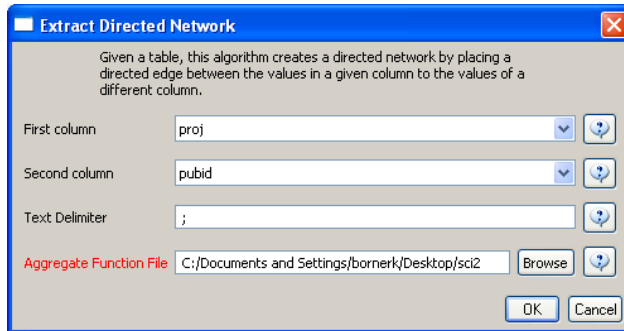 Extract Directed Network
Given a table, this algorithm creates a directed network by placing a
directed edge between the values in a given column to the values of a
different column.
First column proj
Second column pubid
Text Delimiter ;
Aggregate Function File C:/Documents and Settings/bornerk/Desktop/sci2 Browse
OK Cancel